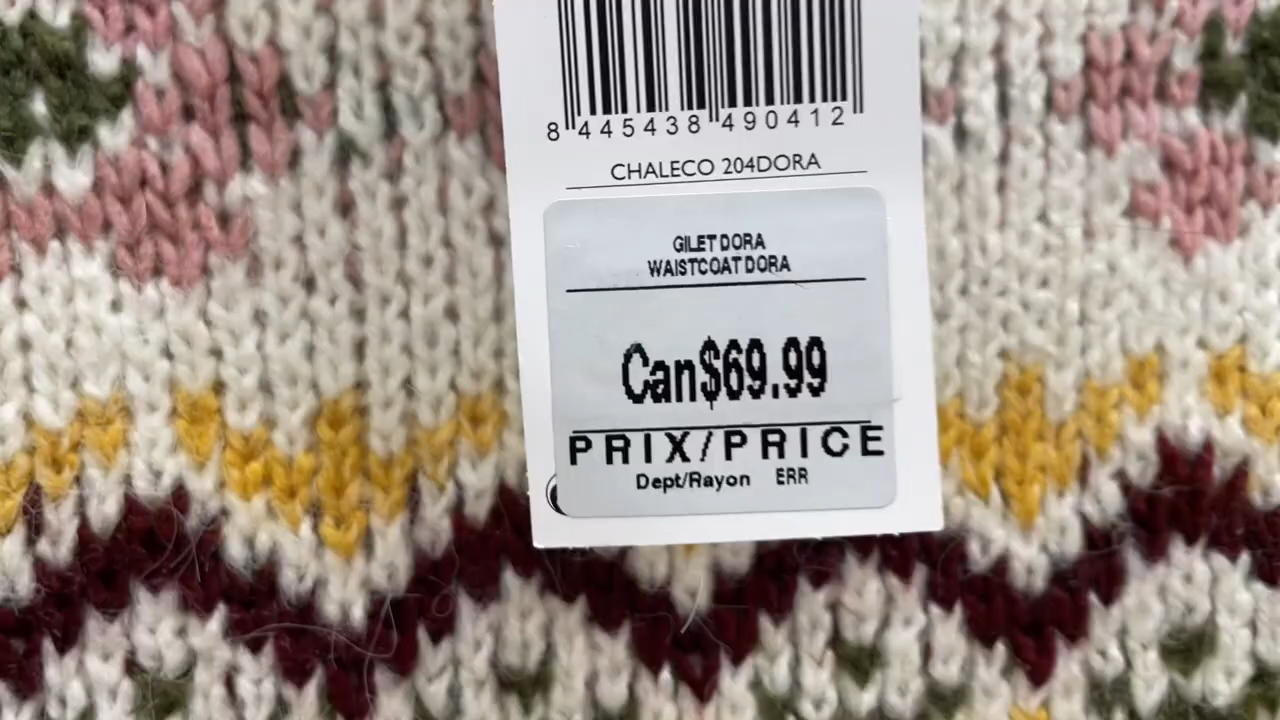 8 445438 490412
CHALECO 204DORA
GILET DORA
WAISTCOAT DORA
Can$69.99
PRIX/PRICE
Dept/Rayon ERR